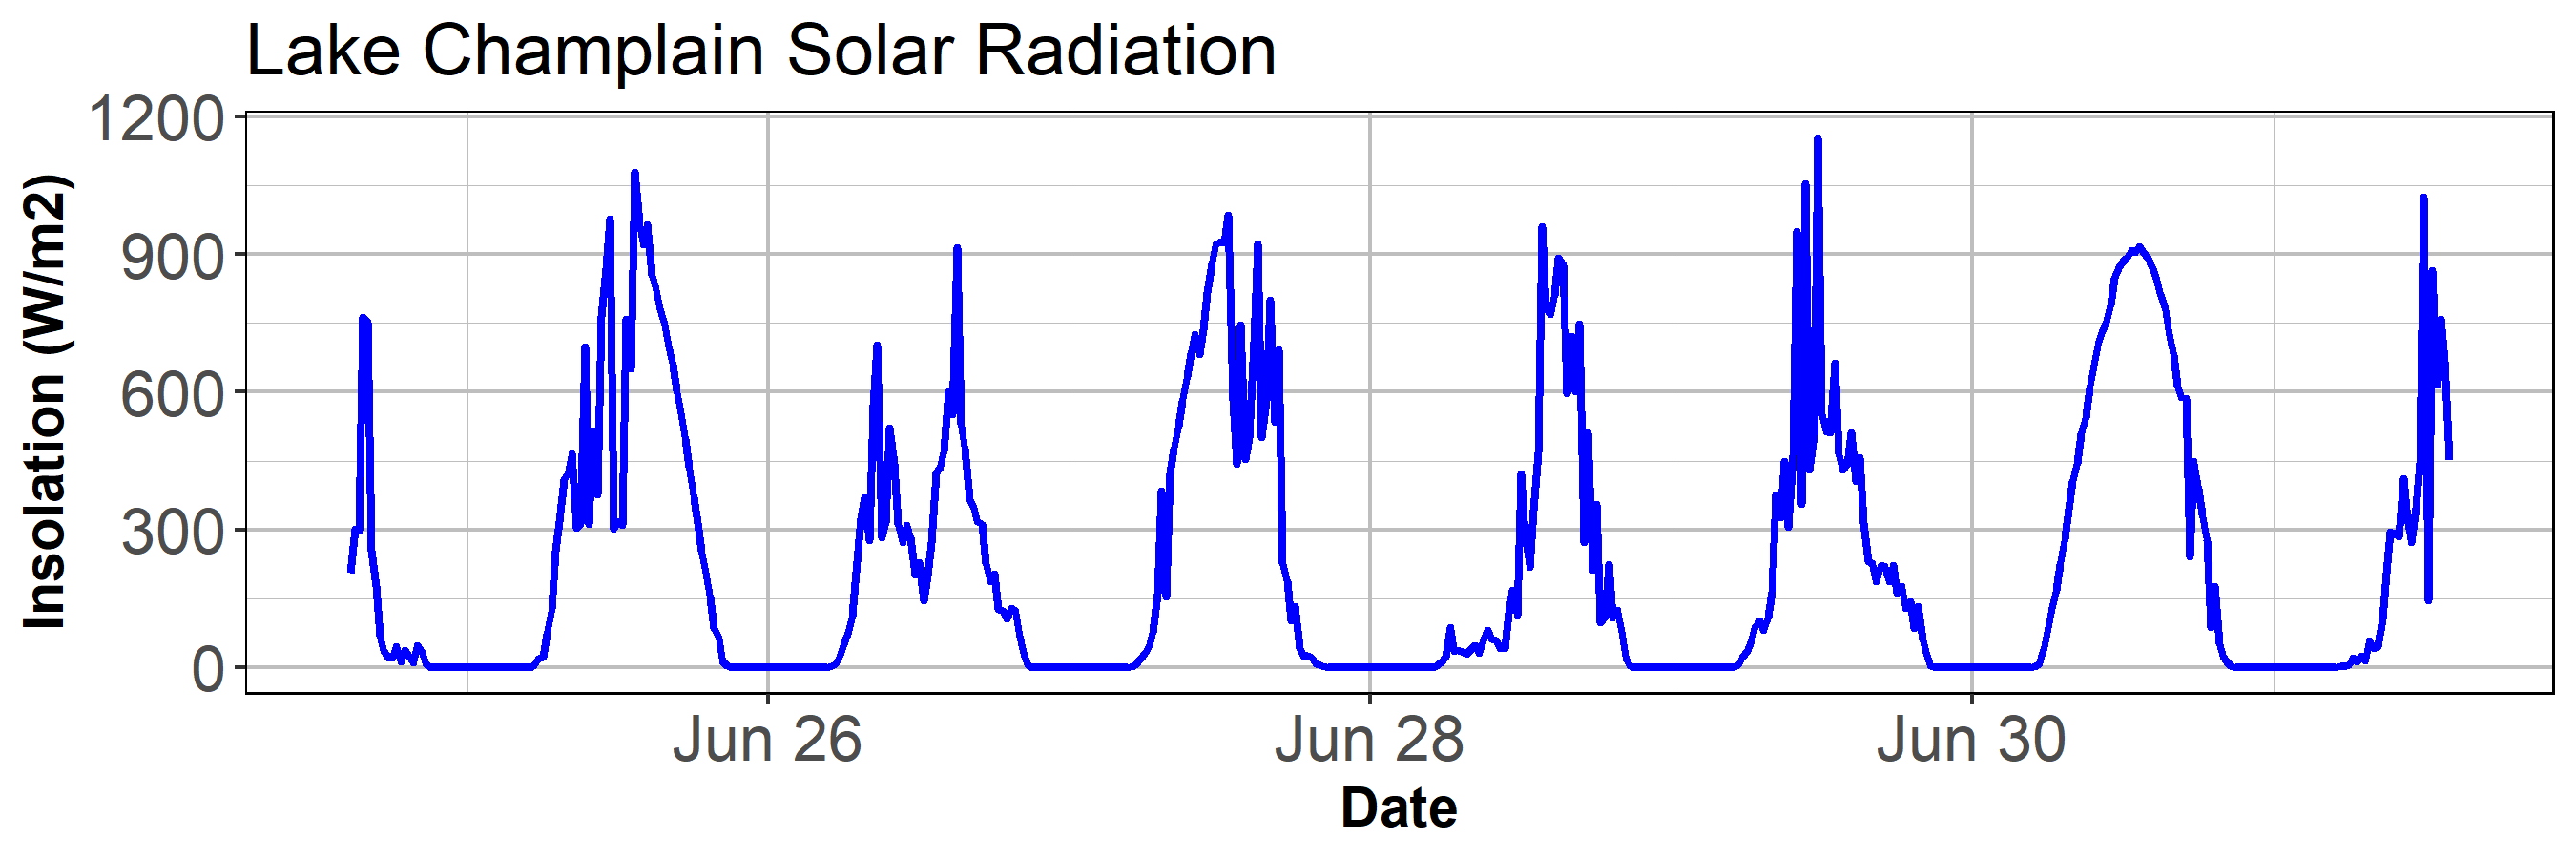 Lake Champlain Solar Radiation
1200
900
600
300
0
Insolation (W/m2)
Jun 26 Jun 28 Jun 30
Date